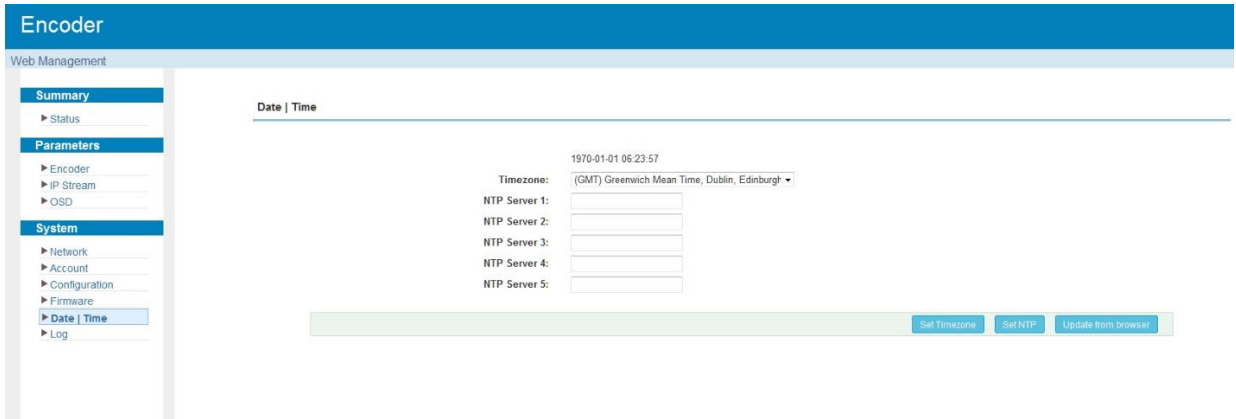 Encoder
Web Management
Summary
Status
Parameters
Encoder
IP Stream
OSD
System
Network
Account
Configuration
Firmware
Date | Time
Log
Date | Time
1970-01-01 06:23:57
Timezone: (GMT) Greenwich Mean Time, Dublin, Edinburgh
NTP Server 1:
NTP Server 2:
NTP Server 3:
NTP Server 4:
NTP Server 5:
Set Timezone Set NTP Update from browser